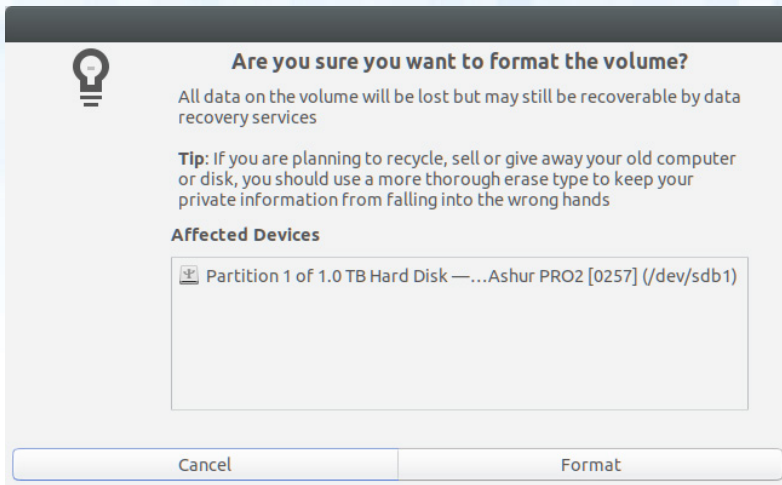 Are you sure you want to format the volume?
All data on the volume will be lost but may still be recoverable by data
recovery services
Tip: If you are planning to recycle, sell or give away your old computer
or disk, you should use a more thorough erase type to keep your
private information from falling into the wrong hands
Affected Devices
Partition 1 of 1.0 TB Hard Disk —…Ashur PRO2 [0257] (/dev/sdb1)
Cancel
Format